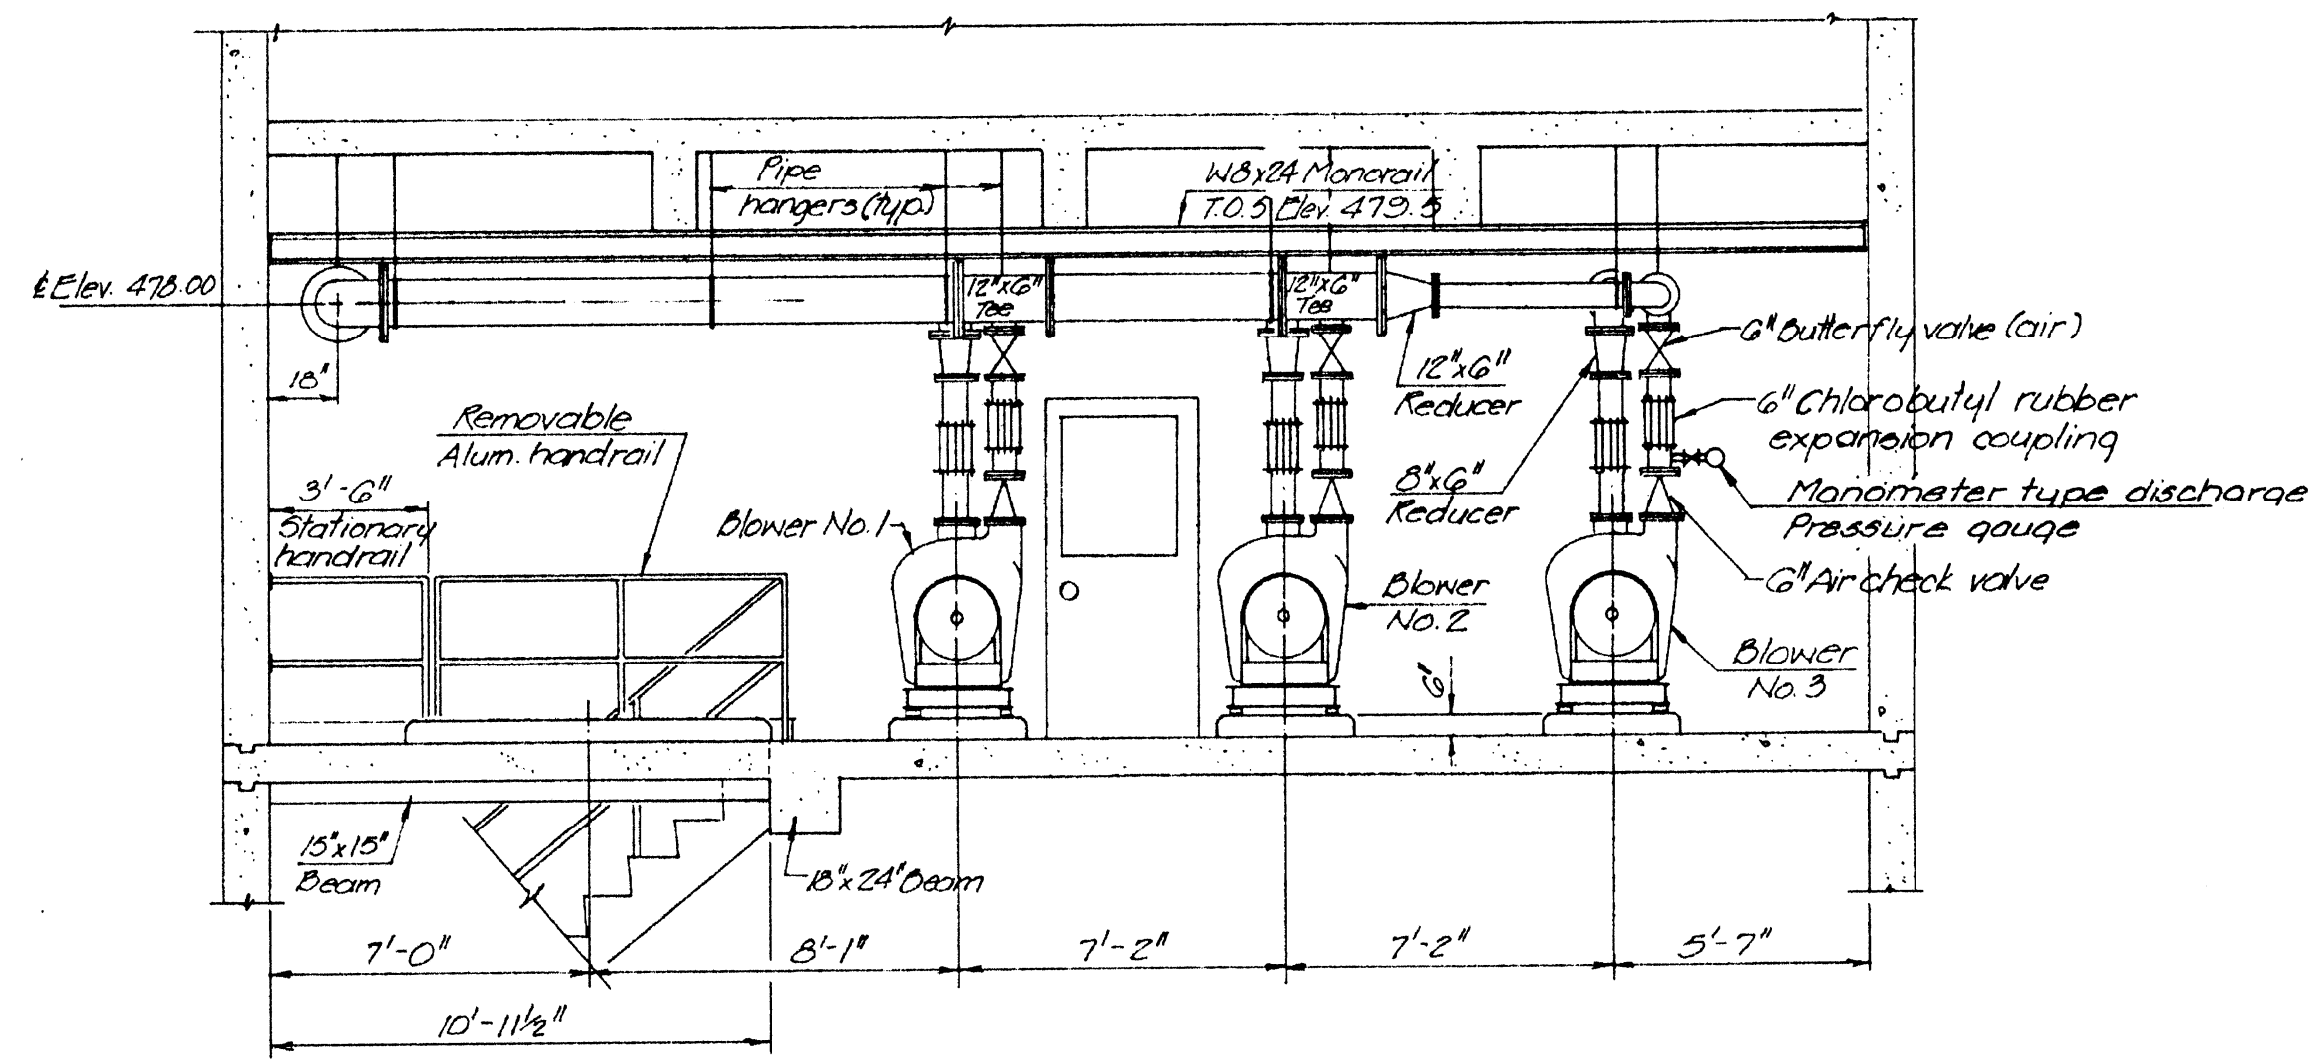 Pipe
hangers (typ.)
W8x24 Monorail
T.O.S Elev. 479.5
℄ Elev. 478.00
12"x6"
Tee
12"x6"
Tee
18"
6" Butterfly valve (air)
12"x6"
Reducer
6" Chlorobutyl rubber
expansion coupling
Removable
Alum. handrail
8"x6"
Reducer
Manometer type discharge
Pressure gauge
3'-6"
Stationary
handrail
Blower No. 1
6" Air check valve
Blower
No. 2
Blower
No. 3
6"
15"x15"
Beam
18"x24" Beam
7'-0"
8'-1"
7'-2"
7'-2"
5'-7"
10'-11½"